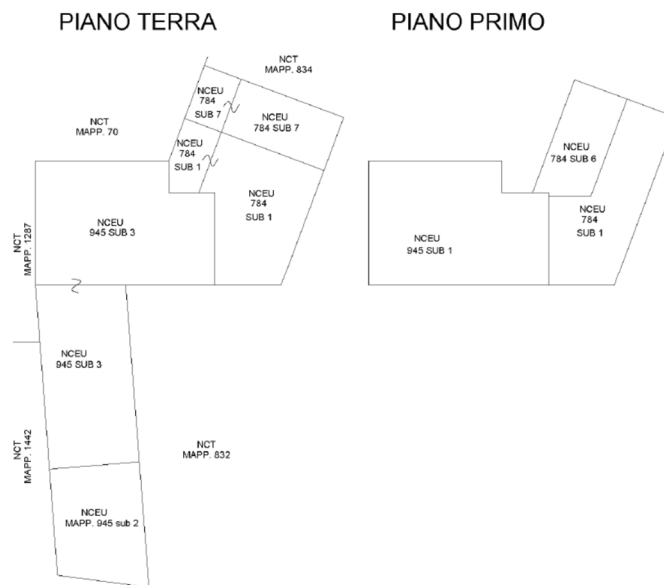 PIANO TERRA
PIANO PRIMO
NCT
MAPP. 834
NCEU
784
SUB 7
NCEU
784 SUB 7
NCT
MAPP. 70
NCEU
784
SUB 1
NCEU
784
SUB 1
NCEU
945 SUB 3
NCT
MAPP. 1287
NCEU
945 SUB 3
NCT
MAPP. 1442
NCT
MAPP. 832
NCEU
MAPP. 945 sub 2
NCEU
784 SUB 6
NCEU
784
SUB 1
NCEU
945 SUB 1